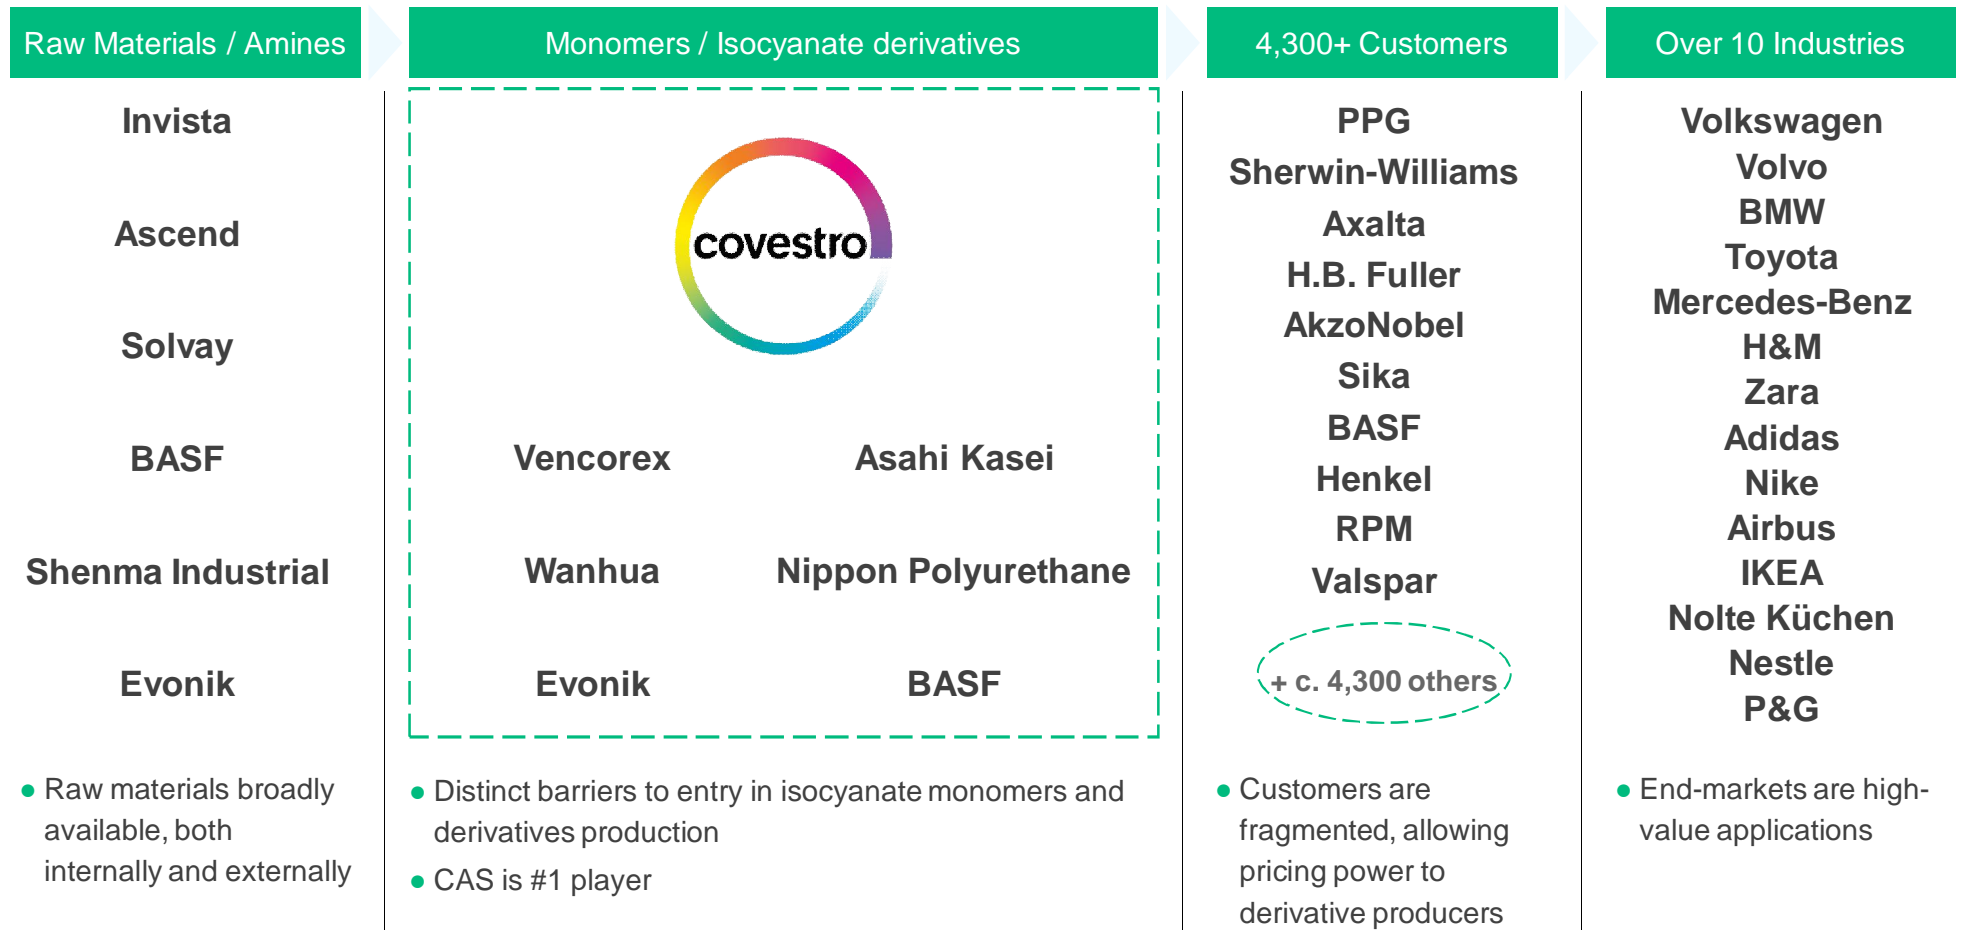 Raw Materials / Amines
Monomers / Isocyanate derivatives
4,300+ Customers
Over 10 Industries
Invista
Ascend
Solvay
BASF
Shenma Industrial
Evonik
● Raw materials broadly
available, both
internally and externally
covestro
Vencorex
Asahi Kasei
Wanhua
Nippon Polyurethane
Evonik
BASF
● Distinct barriers to entry in isocyanate monomers and
derivatives production
● CAS is #1 player
PPG
Sherwin-Williams
Axalta
H.B. Fuller
AkzoNobel
Sika
BASF
Henkel
RPM
Valspar
+ c. 4,300 others
● Customers are
fragmented, allowing
pricing power to
derivative producers
Volkswagen
Volvo
BMW
Toyota
Mercedes-Benz
H&M
Zara
Adidas
Nike
Airbus
IKEA
Nolte Küchen
Nestle
P&G
● End-markets are high-
value applications